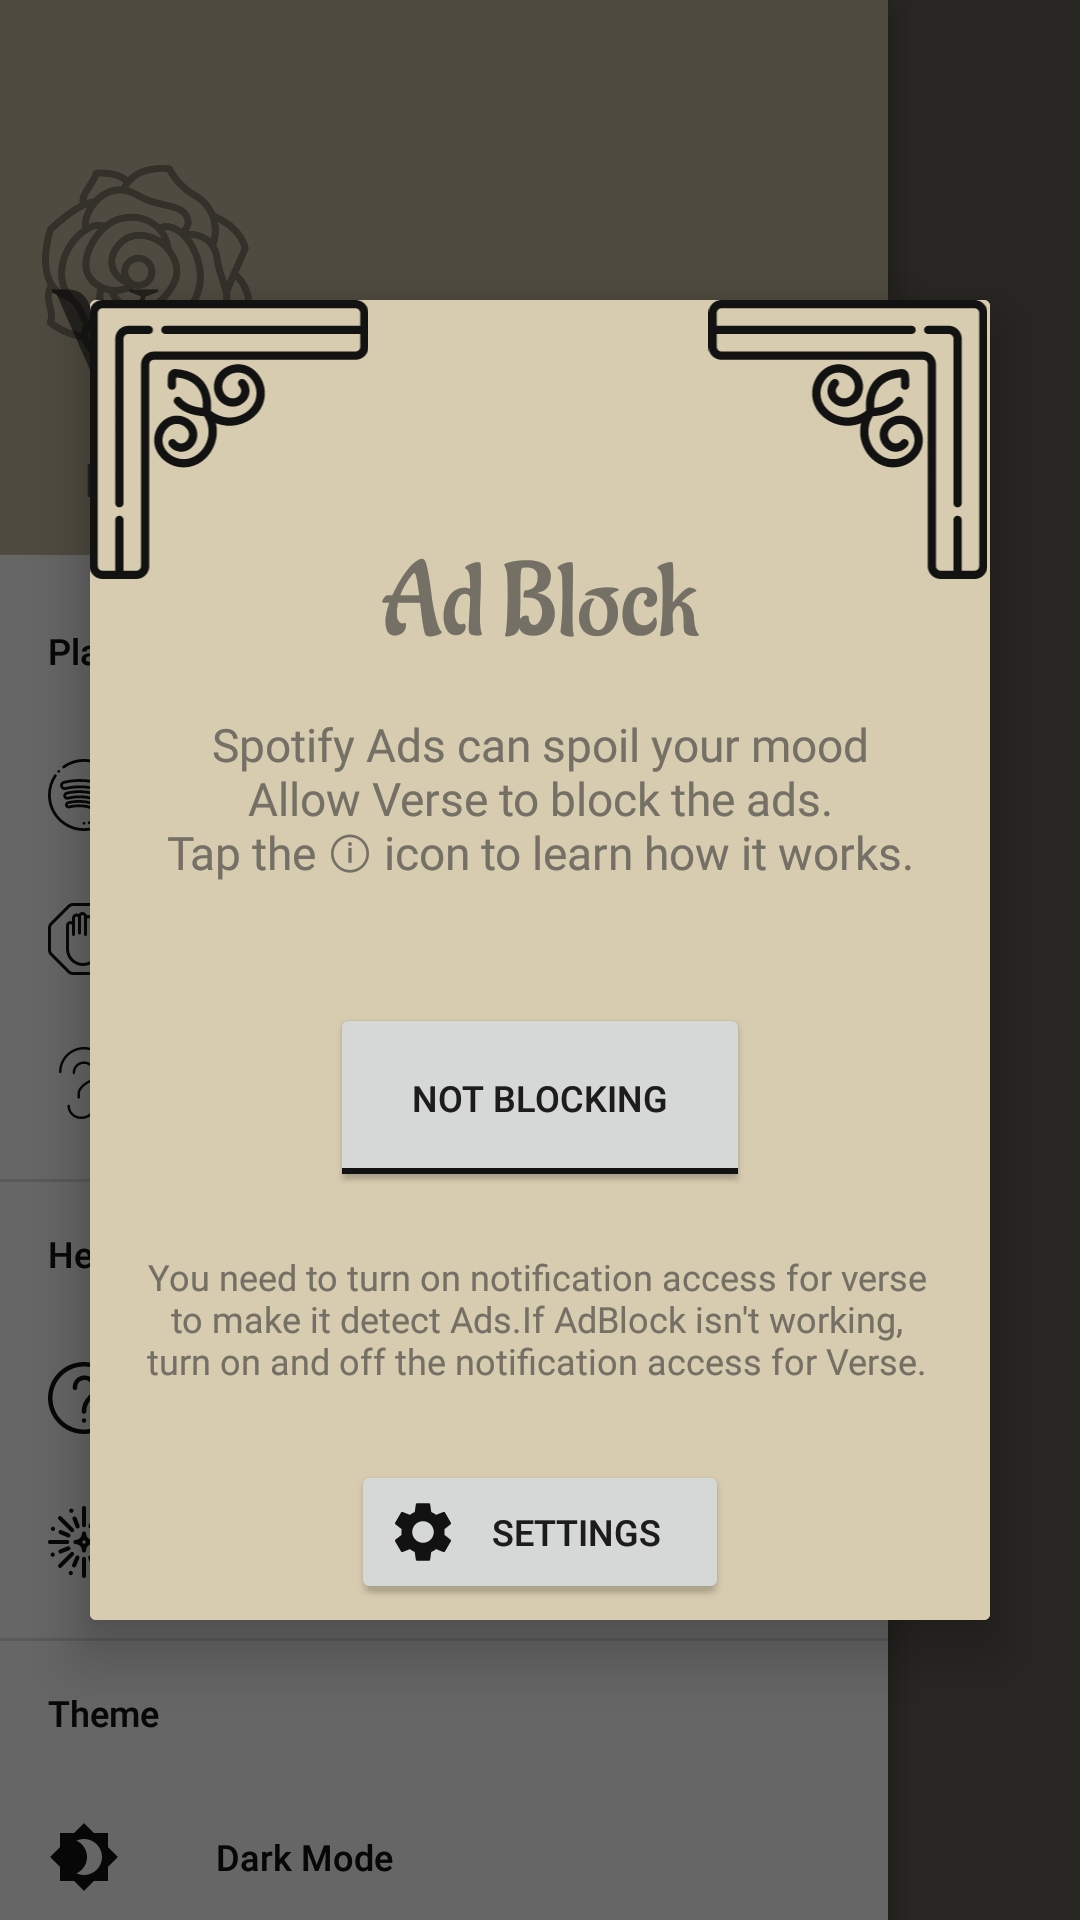 Ad Block
Spotify Ads can spoil your mood
Allow Verse to block the ads.
Tap the ⓘ icon to learn how it works.
NOT BLOCKING
You need to turn on notification access for verse
to make it detect Ads.If AdBlock isn't working,
turn on and off the notification access for Verse.
SETTINGS
Theme
Dark Mode